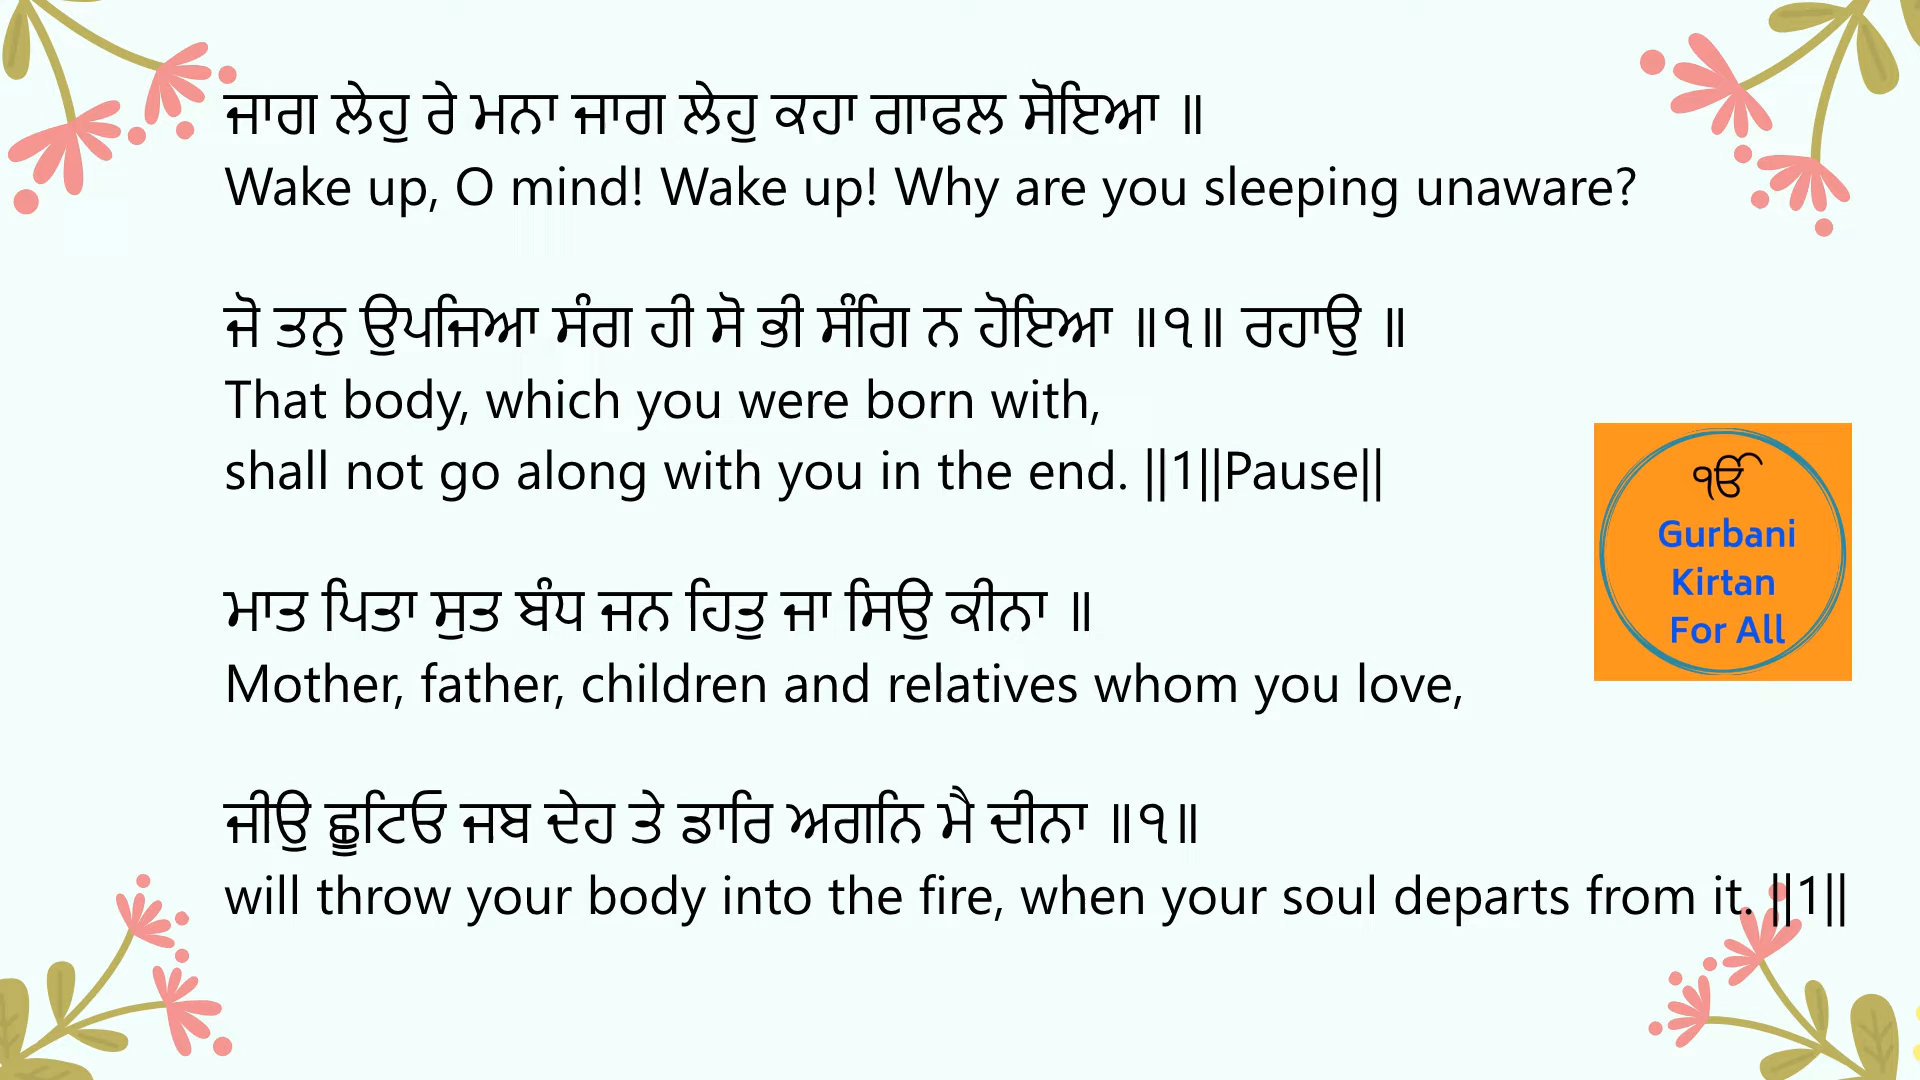 ਜਾਗ ਲੇਹੁ ਰੇ ਮਨਾ ਜਾਗ ਲੇਹੁ ਕਹਾ ਗਾਫਲ ਸੋਇਆ ॥
Wake up, O mind! Wake up! Why are you sleeping unaware?
ਜੋ ਤਨੁ ਉਪਜਿਆ ਸੰਗ ਹੀ ਸੋ ਭੀ ਸੰਗਿ ਨ ਹੋਇਆ ॥੧॥ ਰਹਾਉ ॥
That body, which you were born with,
shall not go along with you in the end. ||1||Pause||
ਮਾਤ ਪਿਤਾ ਸੁਤ ਬੰਧ ਜਨ ਹਿਤੁ ਜਾ ਸਿਉ ਕੀਨਾ ॥
Mother, father, children and relatives whom you love,
ਜੀਉ ਛੂਟਿਓ ਜਬ ਦੇਹ ਤੇ ਡਾਰਿ ਅਗਨਿ ਮੈ ਦੀਨਾ ॥੧॥
will throw your body into the fire, when your soul departs from it. ||1||
ੴ
Gurbani
Kirtan
For All